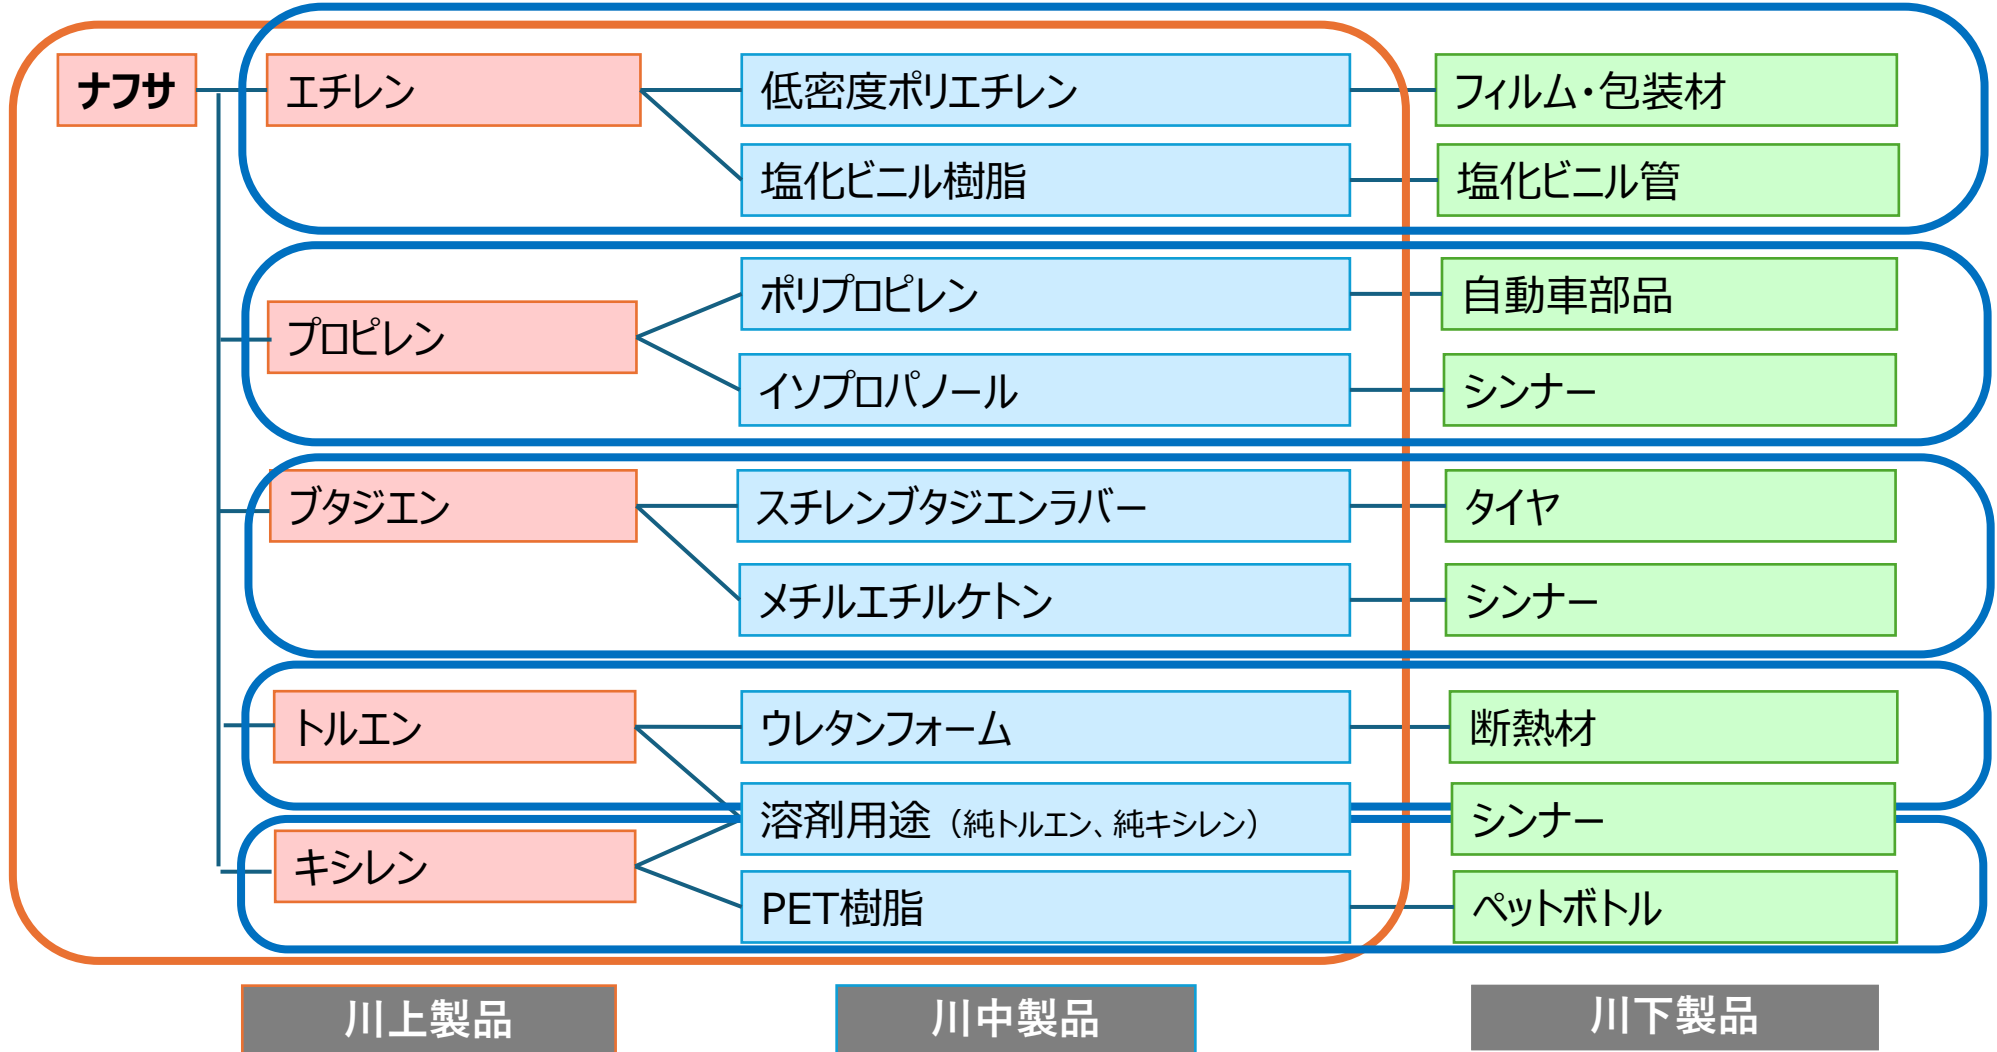 ナフサ
エチレン
低密度ポリエチレン
フィルム・包装材
塩化ビニル樹脂
塩化ビニル管
プロピレン
ポリプロピレン
自動車部品
イソプロパノール
シンナー
ブタジエン
スチレンブタジエンラバー
タイヤ
メチルエチルケトン
シンナー
トルエン
ウレタンフォーム
断熱材
溶剤用途（純トルエン、純キシレン）
シンナー
キシレン
PET樹脂
ペットボトル
川上製品
川中製品
川下製品